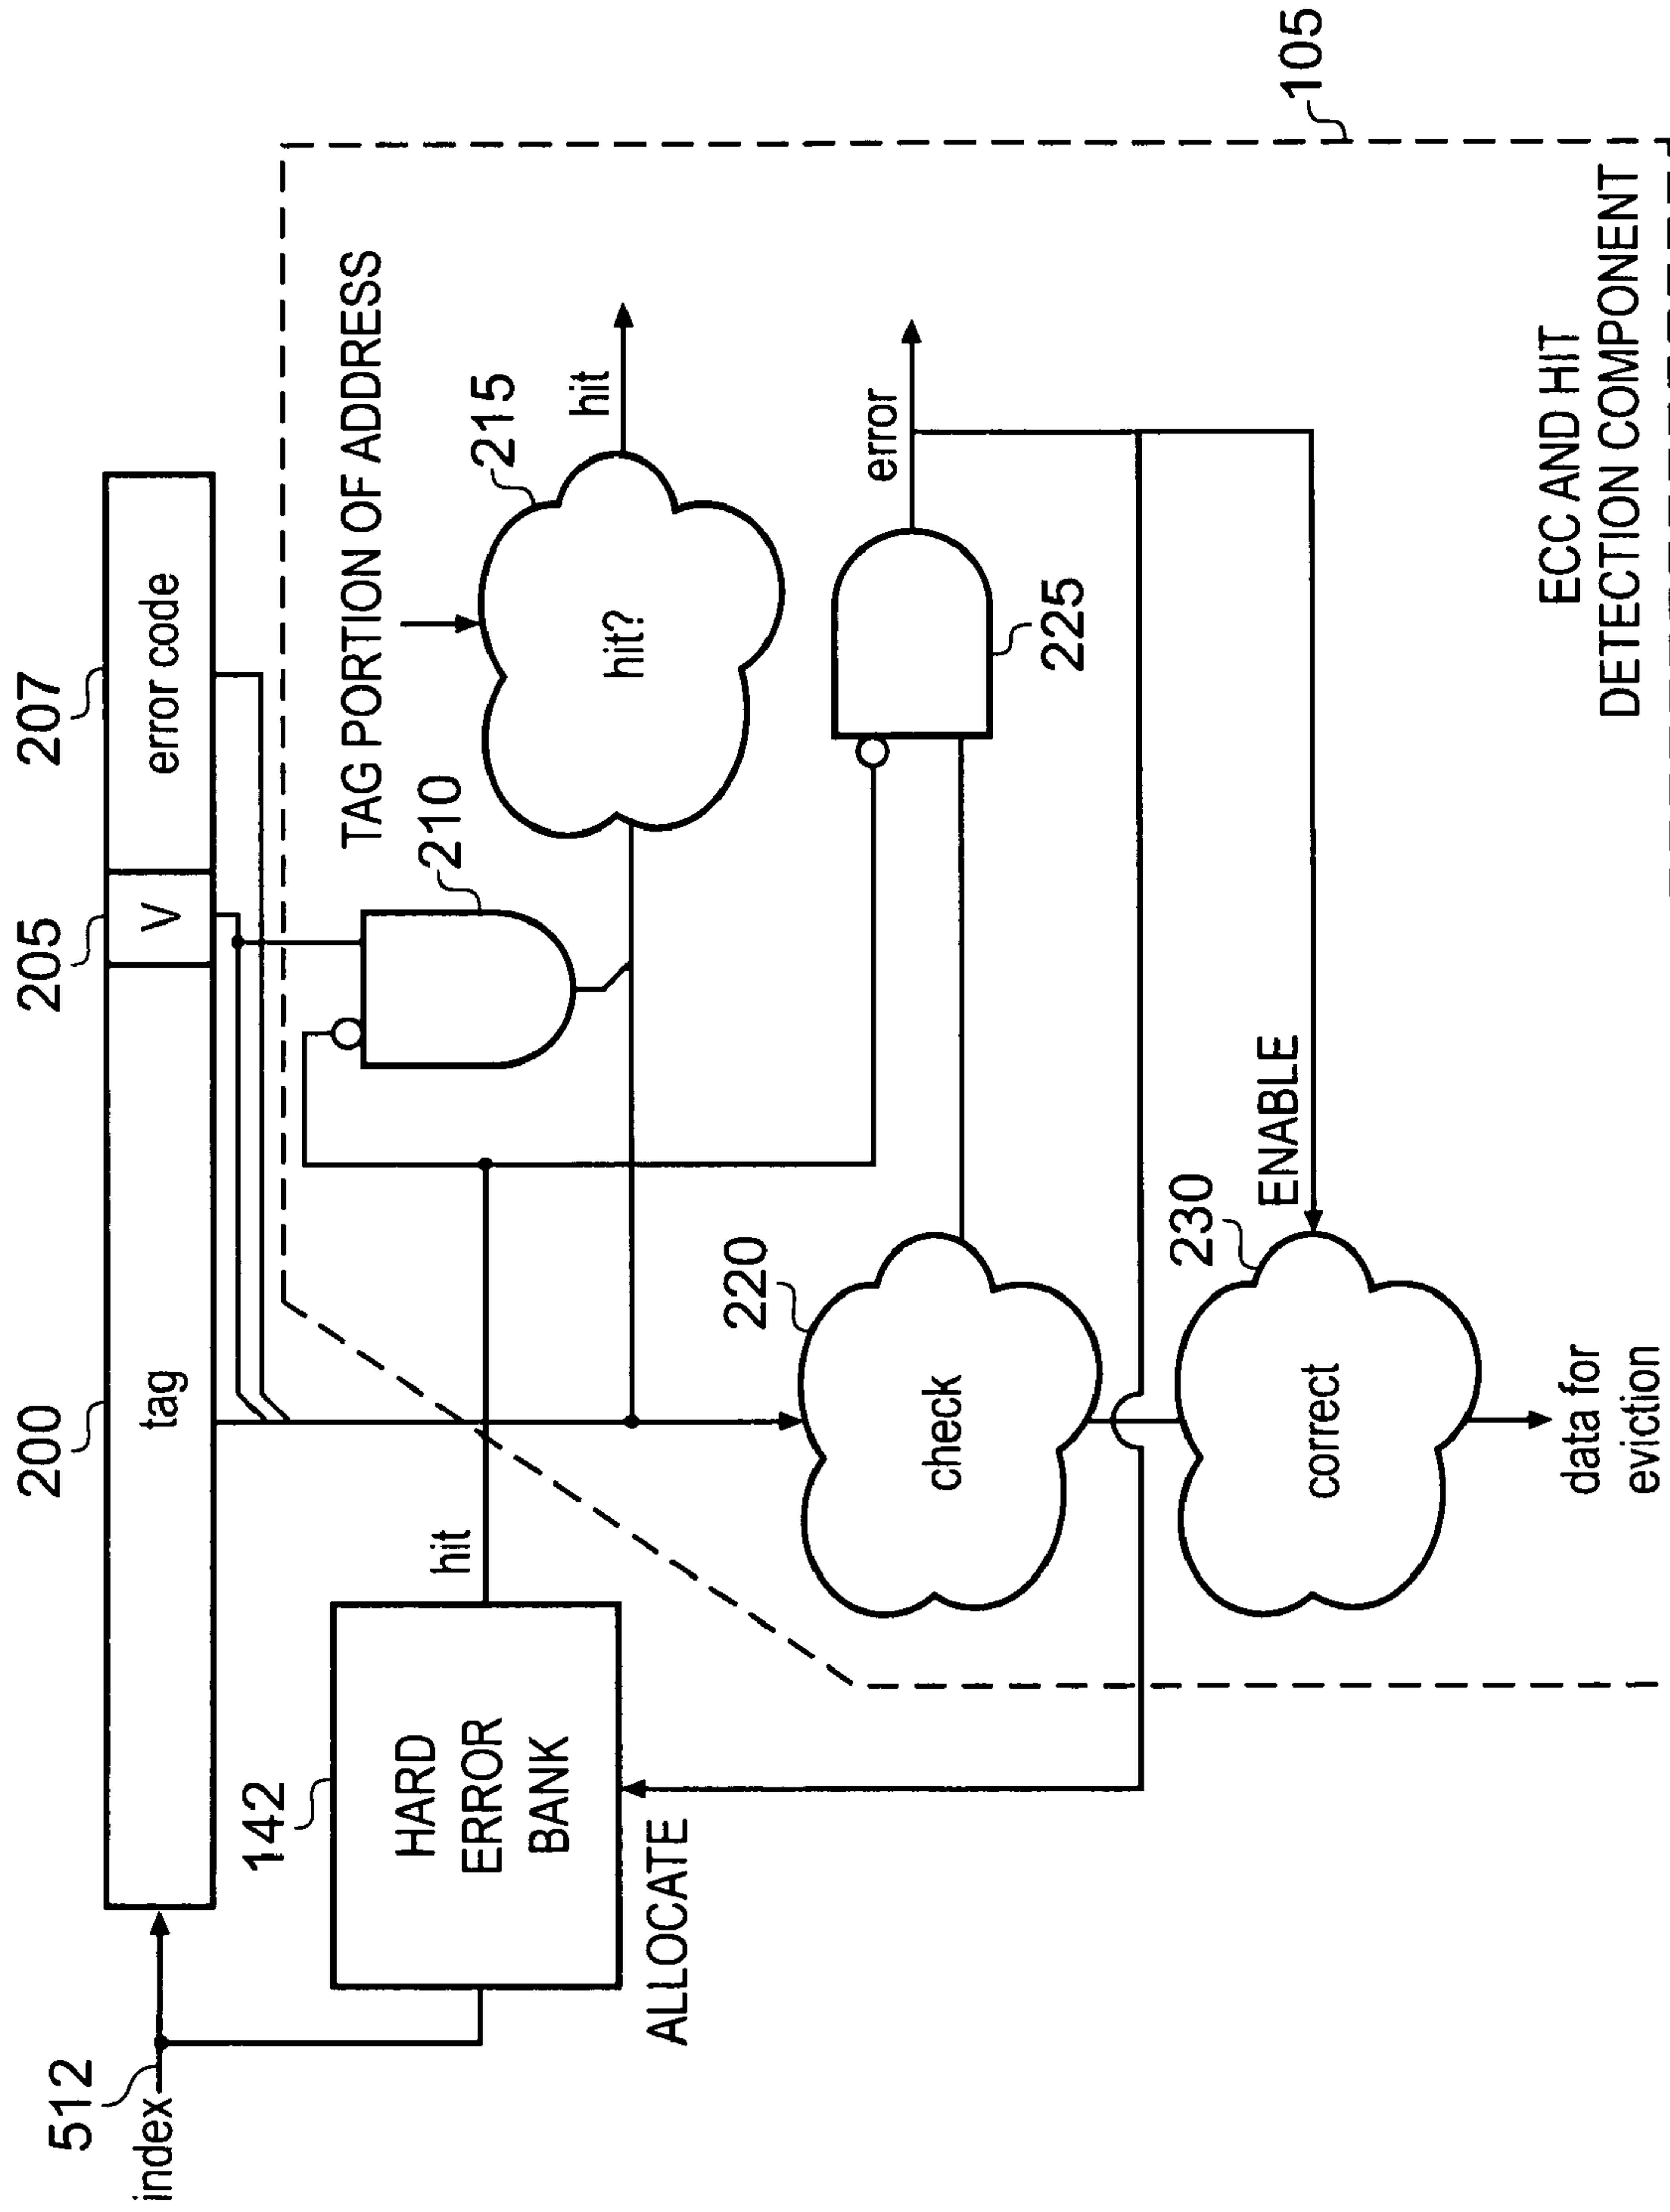 200
205
207
tag
V
error code
512
index
142
HARD
ERROR
BANK
hit
ALLOCATE
210
TAG PORTION OF ADDRESS
215
hit?
hit
220
check
225
error
230
ENABLE
correct
data for
eviction
105
ECC AND HIT
DETECTION COMPONENT